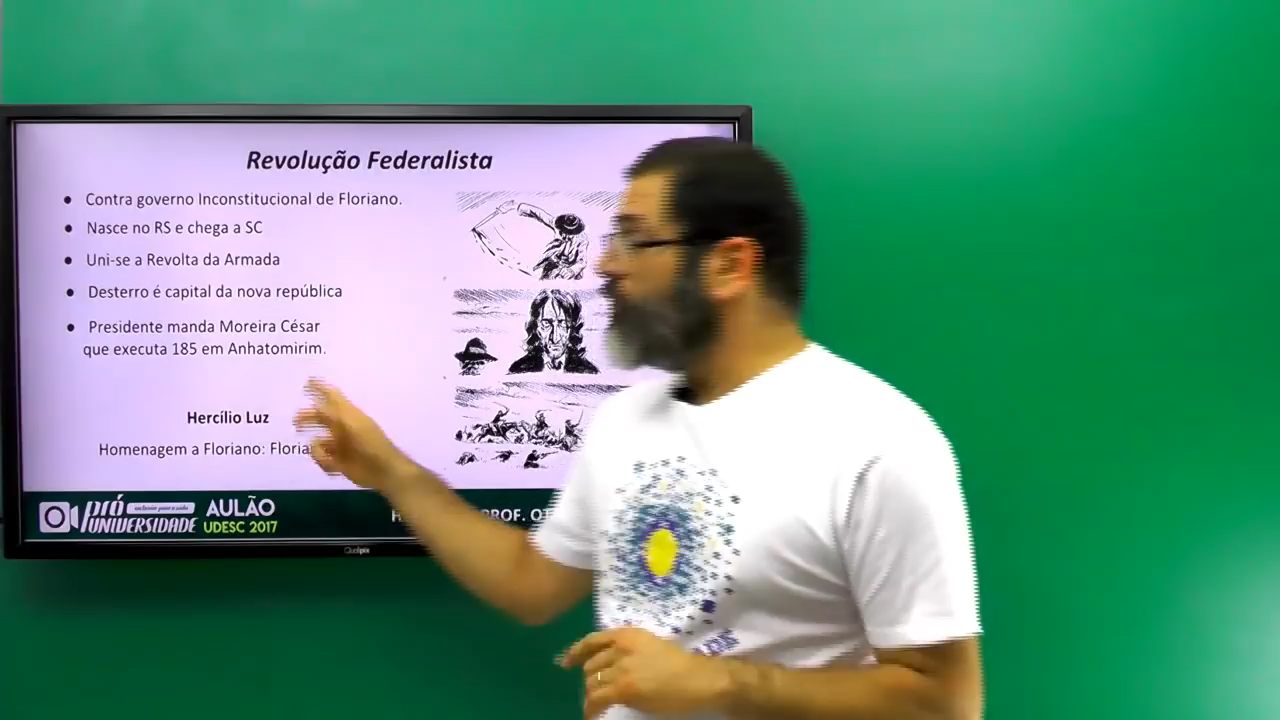 Revolução Federalista
Contra governo Inconstitucional de Floriano.
Nasce no RS e chega a SC
Uni-se a Revolta da Armada
Desterro é capital da nova república
Presidente manda Moreira César
que executa 185 em Anhatomirim.
Hercílio Luz
Homenagem a Floriano:
pró
UNIVERSIDADE
AULÃO
UDESC 2017
PROF.
Qualipix